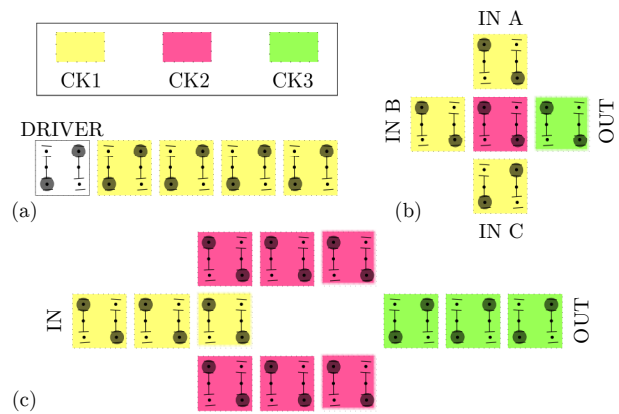 CK1 CK2 CK3
DRIVER
(a)
IN A
IN B
OUT
IN C
(b)
IN
OUT
(c)